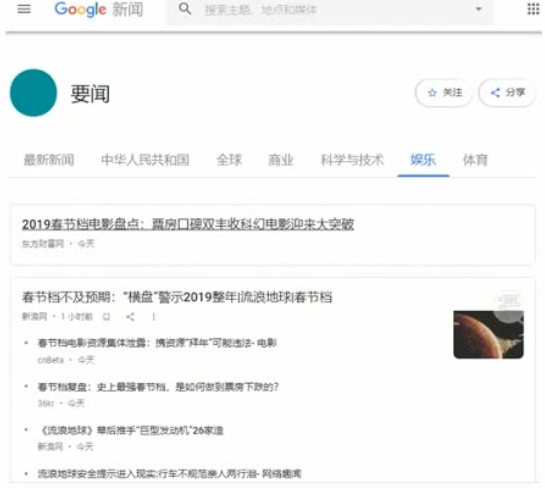 Google 新闻
搜索主题、地点和媒体
要闻
关注
分享
最新新闻 中华人民共和国 全球 商业 科学与技术 娱乐 体育
2019春节档电影盘点：票房口碑双丰收科幻电影迎来大突破
东方财富网 · 今天
春节档不及预期：“横盘”警示2019整年|流浪地球|春节档
新浪网 · 1 小时前
春节档电影资源集体泄露：携资源“拜年”可能违法- 电影
cnBeta · 今天
春节档复盘：史上最强春节档，是如何做到票房下跌的?
36kr · 今天
《流浪地球》幕后推手“巨型发动机”26家造
新浪网 · 今天
流浪地球安全提示进入现实:行车不规范亲人两行泪- 网络趣闻